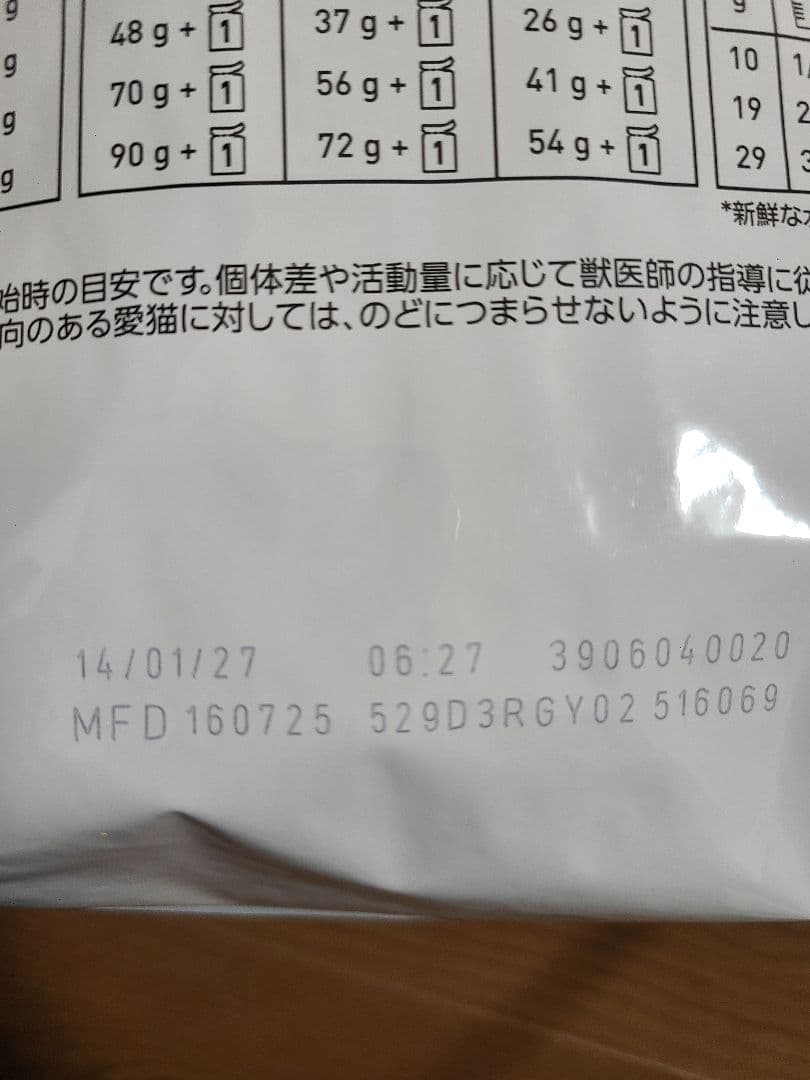 g
g
g
g
48 g + 1 37 g + 1 26 g + 1
70 g + 1 56 g + 1 41 g + 1 10 1/
90 g + 1 72 g + 1 54 g + 1 19 2
29 3
*新鮮な
始時の目安です。個体差や活動量に応じて獣医師の指導に従
向のある愛猫に対しては、のどにつまらせないように注意し
14/01/27 06:27 3906040020
MFD 160725 529D3RGY02 516069